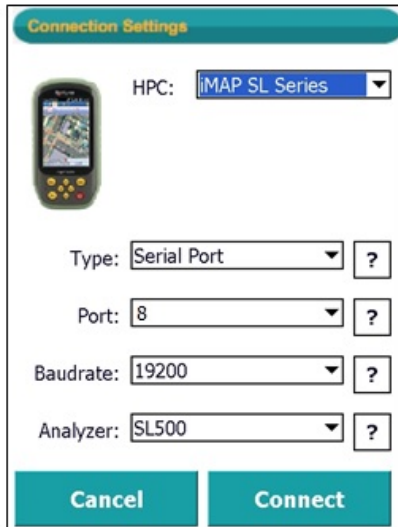 Connection Settings
HPC: iMAP SL Series
Type: Serial Port ?
Port: 8 ?
Baudrate: 19200 ?
Analyzer: SL500 ?
Cancel Connect